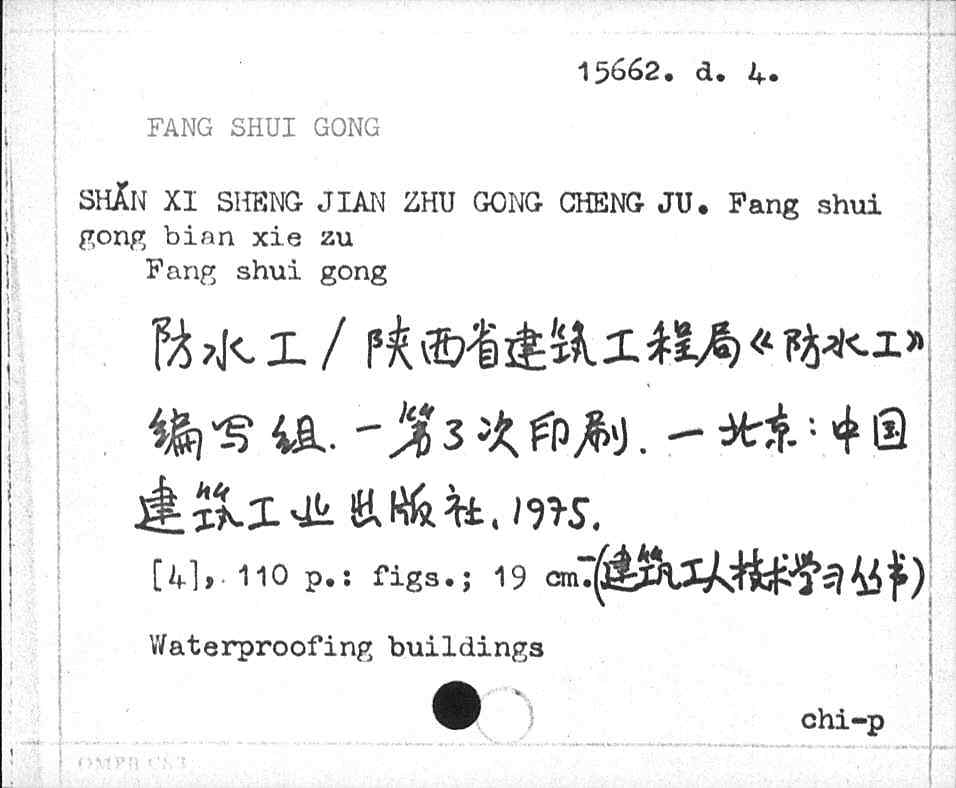 15662. d. 4.
FANG SHUI GONG
SHǍN XI SHENG JIAN ZHU GONG CHENG JU. Fang shui
gong bian xie zu
Fang shui gong
防水工 / 陕西省建筑工程局《防水工》
编写组. — 第3次印刷. — 北京: 中国
建筑工业出版社, 1975.
[4], 110 p.: figs.; 19 cm.—(建筑工人技术学习丛书)
Waterproofing buildings
chi-p
OMPB CS3